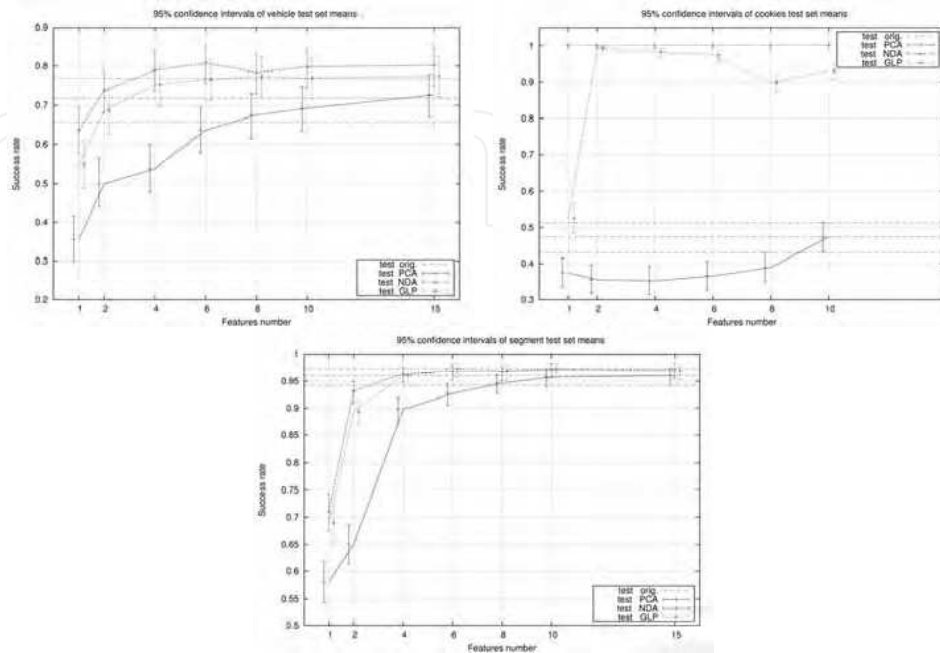 95% confidence intervals of vehicle test set means
0.9
0.8
0.7
0.6
0.5
0.4
0.3
0.2
Success rate
1 2 4 6 8 10 15
Features number
test orig.
test PCA
test NDA
test GLP
95% confidence intervals of cookies test set means
1
0.9
0.8
0.7
0.6
0.5
0.4
0.3
Success rate
1 2 4 6 8 10
Features number
test orig.
test PCA
test NDA
test GLP
95% confidence intervals of segment test set means
1
0.95
0.9
0.85
0.8
0.75
0.7
0.65
0.6
0.55
0.5
Success rate
1 2 4 6 8 10 15
Features number
test orig.
test PCA
test NDA
test GLP